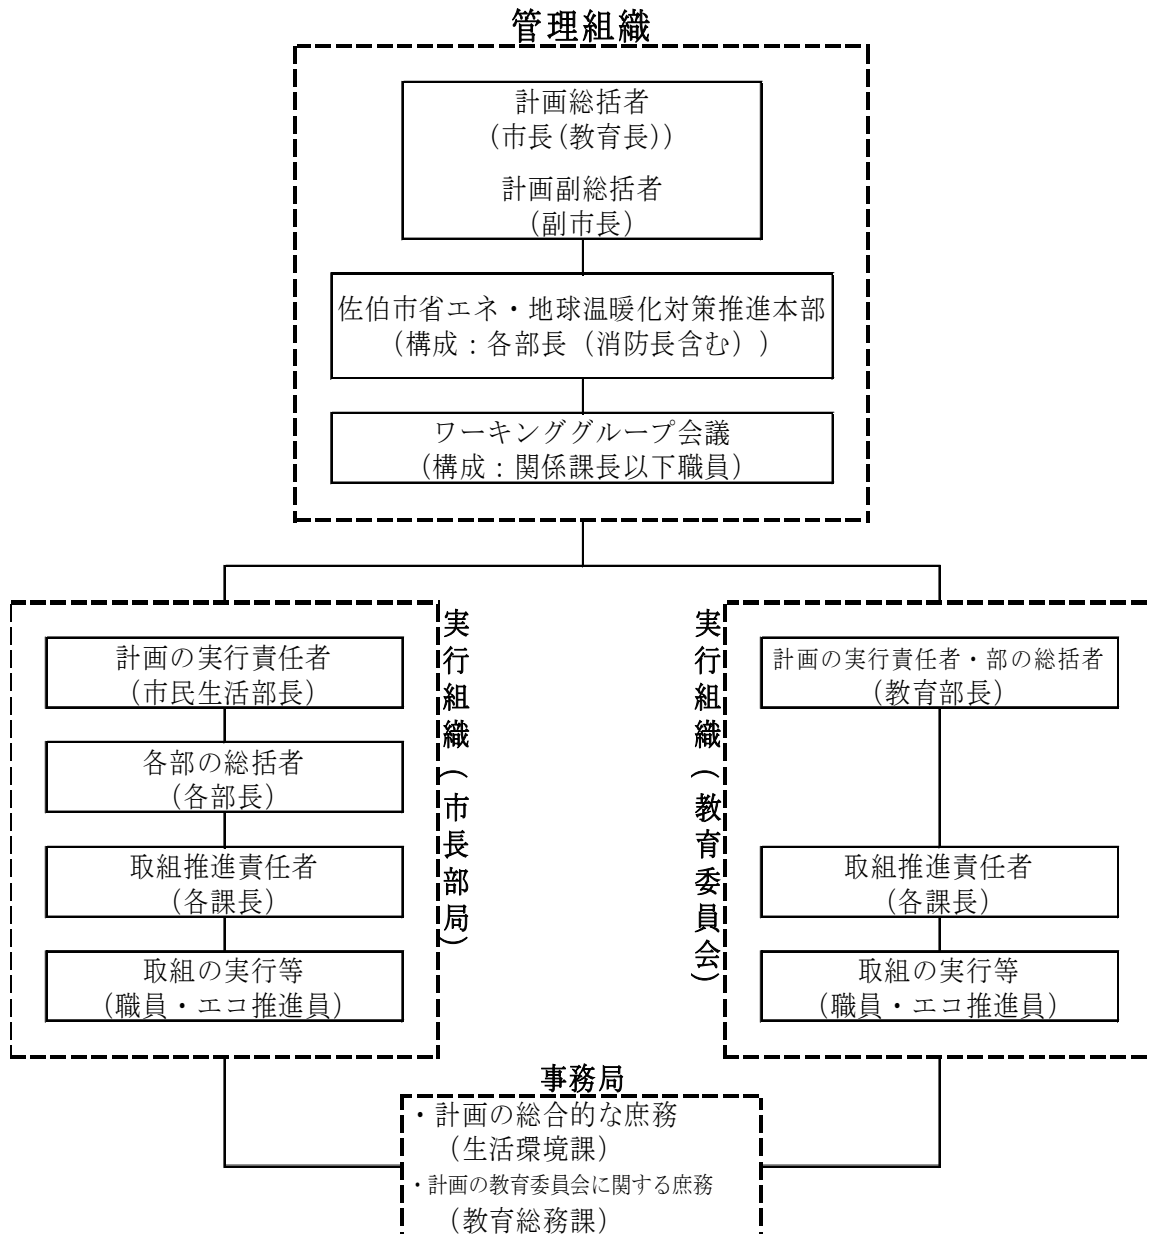 管理組織
計画総括者
(市長(教育長))
計画副総括者
(副市長)
佐伯市省エネ・地球温暖化対策推進本部
(構成:各部長(消防長含む))
ワーキンググループ会議
(構成:関係課長以下職員)
実行組織(市長部局)
計画の実行責任者
(市民生活部長)
各部の総括者
(各部長)
取組推進責任者
(各課長)
取組の実行等
(職員・エコ推進員)
実行組織(教育委員会)
計画の実行責任者・部の総括者
(教育部長)
取組推進責任者
(各課長)
取組の実行等
(職員・エコ推進員)
事務局
・計画の総合的な庶務
(生活環境課)
・計画の教育委員会に関する庶務
(教育総務課)